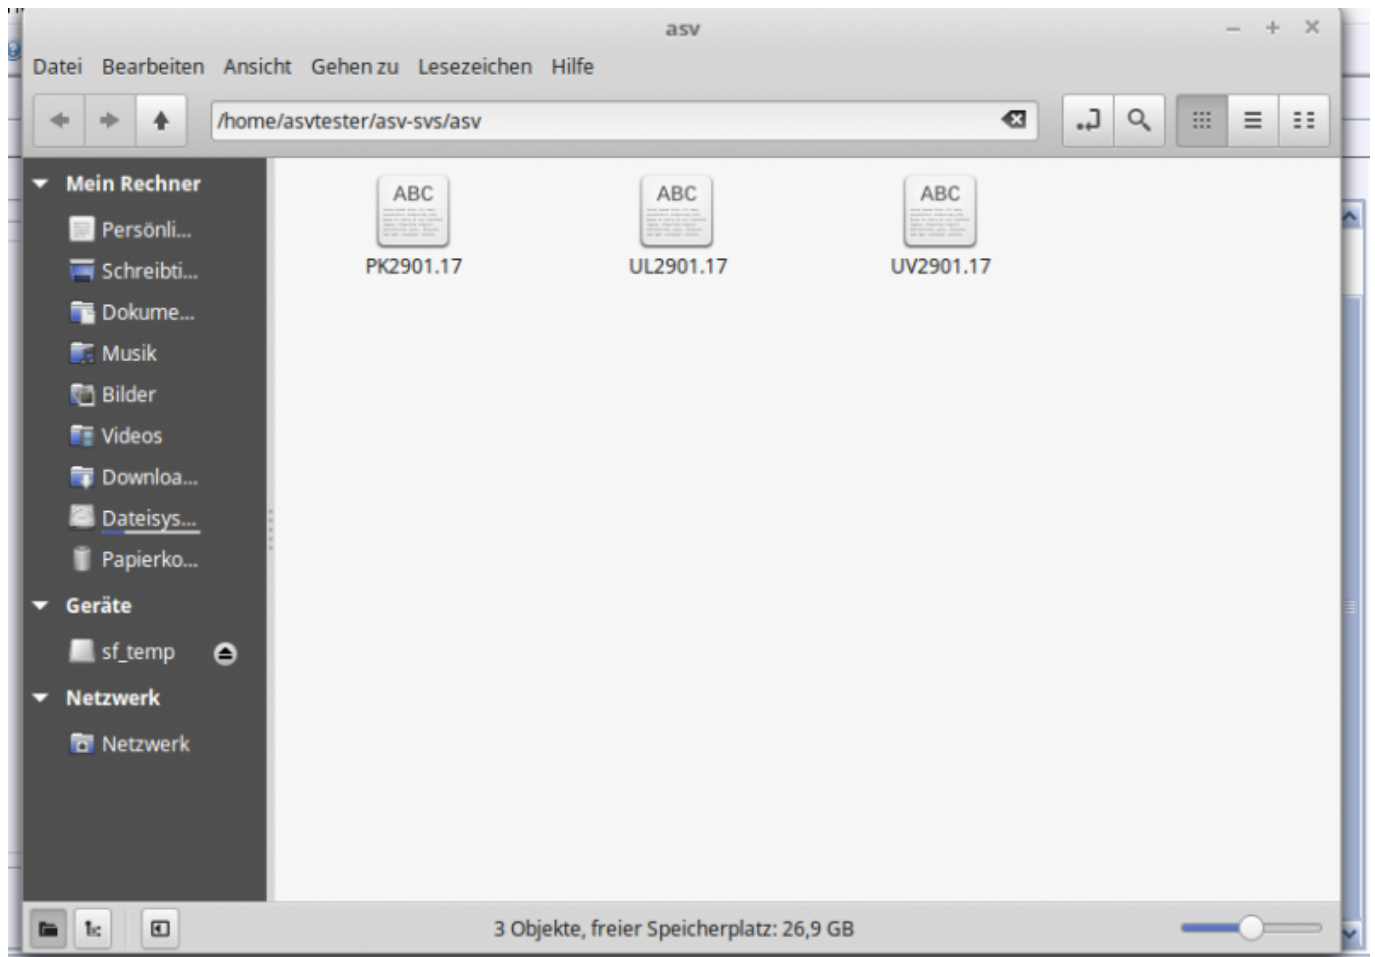 asv
Datei Bearbeiten Ansicht Gehen zu Lesezeichen Hilfe
/home/asvtester/asv-svs/asv
Mein Rechner
Persönli...
Schreibti...
Dokume...
Musik
Bilder
Videos
Downloa...
Dateisys...
Papierko...
Geräte
sf_temp
Netzwerk
Netzwerk
ABC ABC ABC
PK2901.17 UL2901.17 UV2901.17
3 Objekte, freier Speicherplatz: 26,9 GB